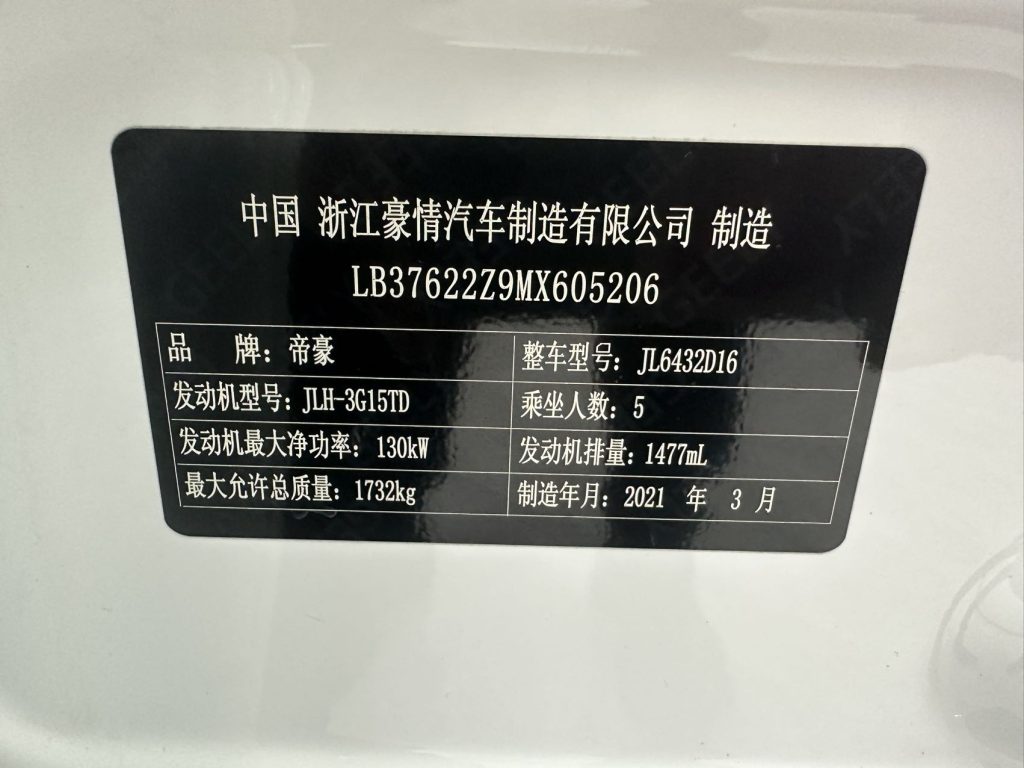 中国 浙江豪情汽车制造有限公司 制造
LB37622Z9MX605206
品 牌：帝豪 整车型号：JL6432D16
发动机型号：JLH-3G15TD 乘坐人数：5
发动机最大净功率：130kW 发动机排量：1477mL
最大允许总质量：1732kg 制造年月：2021 年 3 月